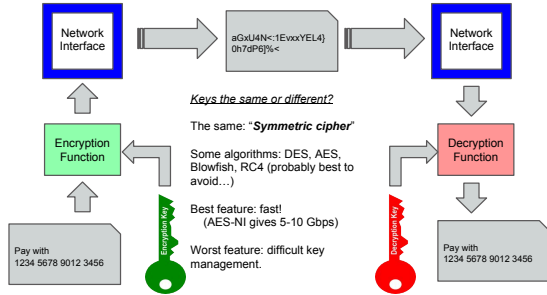 Network
Interface
aGxU4N<:1EvxxYEL4}
0h7dP6]%<
Network
Interface
Keys the same or different?
The same: “Symmetric cipher”
Some algorithms: DES, AES,
Blowfish, RC4 (probably best to
avoid…)
Best feature: fast!
(AES-NI gives 5-10 Gbps)
Worst feature: difficult key
management.
Encryption
Function
Decryption
Function
Encryption Key
Decryption Key
Pay with
1234 5678 9012 3456
Pay with
1234 5678 9012 3456